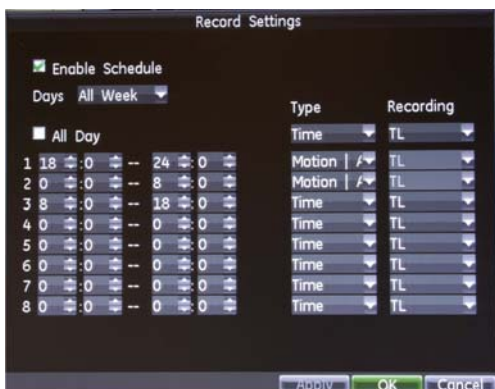 Record Settings
Enable Schedule
Days All Week
Type Recording
All Day Time TL
1 18 : 0 -- 24 : 0 Motion | A TL
2 0 : 0 -- 8 : 0 Motion | A TL
3 8 : 0 -- 18 : 0 Time TL
4 0 : 0 -- 0 : 0 Time TL
5 0 : 0 -- 0 : 0 Time TL
6 0 : 0 -- 0 : 0 Time TL
7 0 : 0 -- 0 : 0 Time TL
8 0 : 0 -- 0 : 0 Time TL
Apply OK Cancel